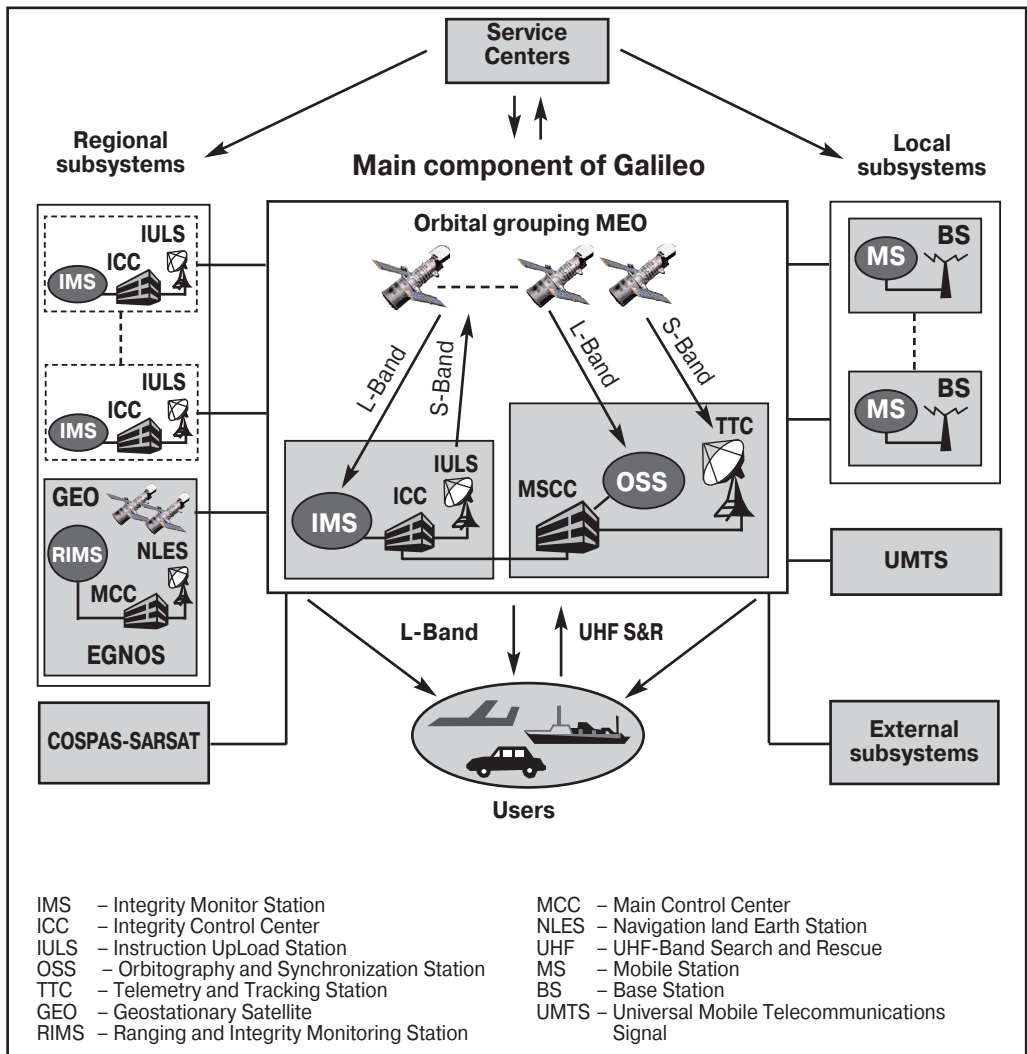 Service
Centers
Regional
subsystems
Local
subsystems
Main component of Galileo
Orbital grouping MEO
IULS
ICC
IMS
IULS
ICC
IMS
GEO
RIMS
NLES
MCC
EGNOS
COSPAS-SARSAT
L-Band
S-Band
L-Band
S-Band
IULS
ICC
IMS
TTC
OSS
MSCC
BS
MS
BS
MS
UMTS
External
subsystems
L-Band
UHF S&R
Users
IMS – Integrity Monitor Station
ICC – Integrity Control Center
IULS – Instruction UpLoad Station
OSS – Orbitography and Synchronization Station
TTC – Telemetry and Tracking Station
GEO – Geostationary Satellite
RIMS – Ranging and Integrity Monitoring Station
MCC – Main Control Center
NLES – Navigation land Earth Station
UHF – UHF-Band Search and Rescue
MS – Mobile Station
BS – Base Station
UMTS – Universal Mobile Telecommunications
Signal